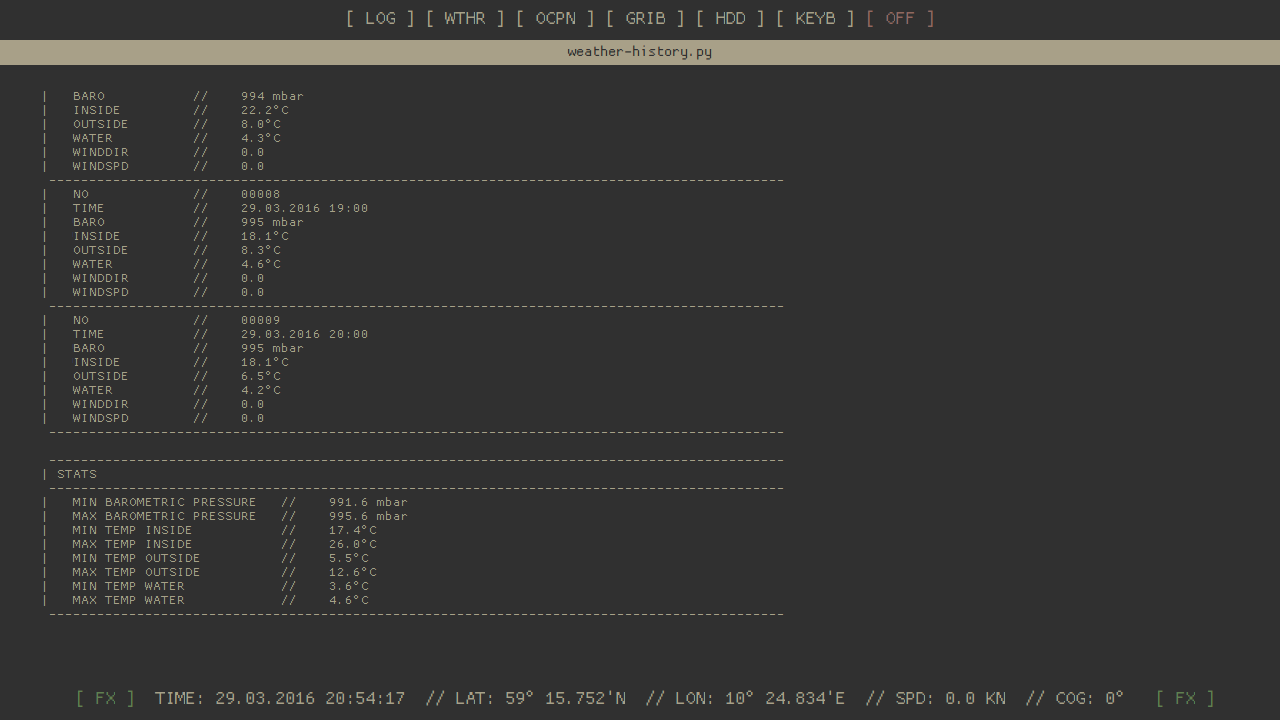 [ LOG ] [ WTHR ] [ OCPN ] [ GRIB ] [ HDD ] [ KEYB ] [ OFF ]
weather-history.py
| BARO // 994 mbar
| INSIDE // 22.2°C
| OUTSIDE // 8.0°C
| WATER // 4.3°C
| WINDDIR // 0.0
| WINDSPD // 0.0
--------------------------------------------------------------------------------------------
| NO // 00008
| TIME // 29.03.2016 19:00
| BARO // 995 mbar
| INSIDE // 18.1°C
| OUTSIDE // 8.3°C
| WATER // 4.6°C
| WINDDIR // 0.0
| WINDSPD // 0.0
--------------------------------------------------------------------------------------------
| NO // 00009
| TIME // 29.03.2016 20:00
| BARO // 995 mbar
| INSIDE // 18.1°C
| OUTSIDE // 6.5°C
| WATER // 4.2°C
| WINDDIR // 0.0
| WINDSPD // 0.0
--------------------------------------------------------------------------------------------
--------------------------------------------------------------------------------------------
| STATS
--------------------------------------------------------------------------------------------
| MIN BAROMETRIC PRESSURE // 991.6 mbar
| MAX BAROMETRIC PRESSURE // 995.6 mbar
| MIN TEMP INSIDE // 17.4°C
| MAX TEMP INSIDE // 26.0°C
| MIN TEMP OUTSIDE // 5.5°C
| MAX TEMP OUTSIDE // 12.6°C
| MIN TEMP WATER // 3.6°C
| MAX TEMP WATER // 4.6°C
--------------------------------------------------------------------------------------------
[ FX ] TIME: 29.03.2016 20:54:17 // LAT: 59° 15.752'N // LON: 10° 24.834'E // SPD: 0.0 KN // COG: 0° [ FX ]